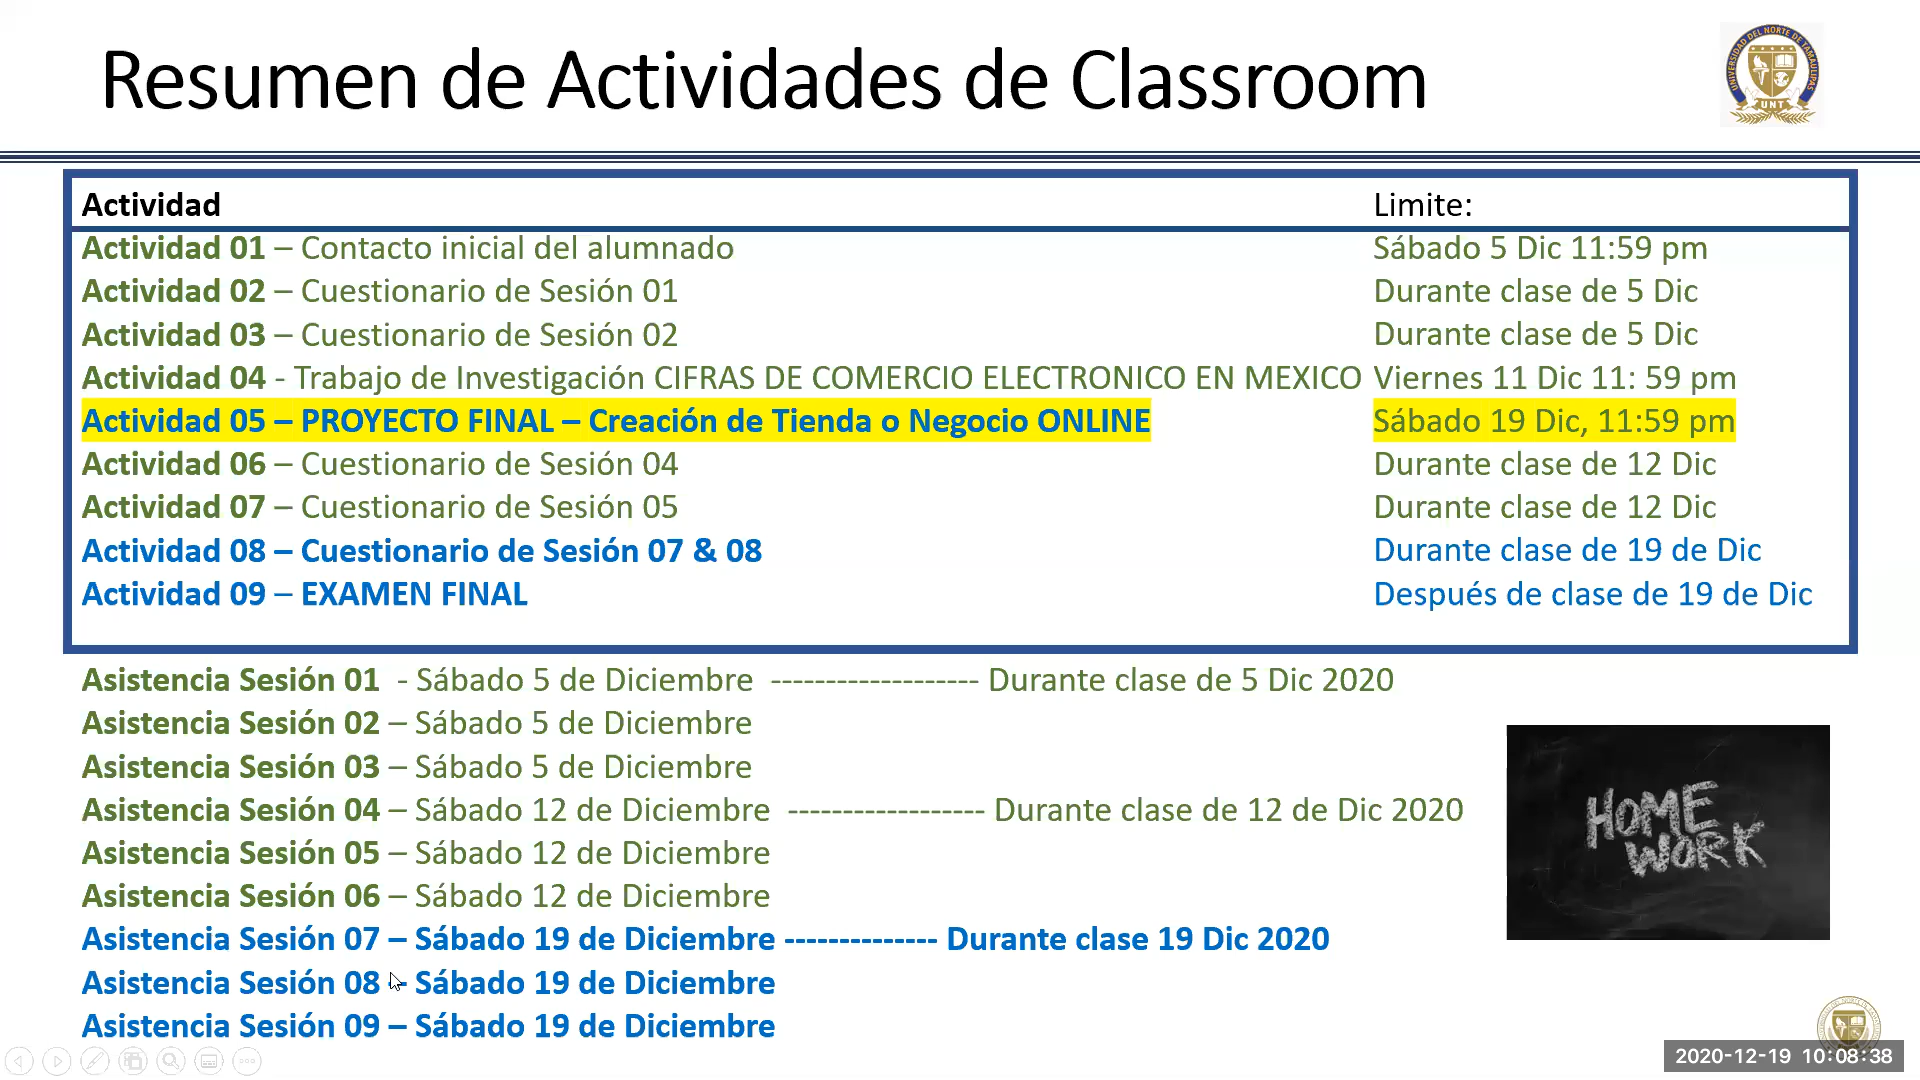 Resumen de Actividades de Classroom
UNIVERSIDAD DEL NORTE DE TAMAULIPAS
UNT
Actividad Limite:
Actividad 01 – Contacto inicial del alumnado Sábado 5 Dic 11:59 pm
Actividad 02 – Cuestionario de Sesión 01 Durante clase de 5 Dic
Actividad 03 – Cuestionario de Sesión 02 Durante clase de 5 Dic
Actividad 04 - Trabajo de Investigación CIFRAS DE COMERCIO ELECTRONICO EN MEXICO Viernes 11 Dic 11: 59 pm
Actividad 05 – PROYECTO FINAL – Creación de Tienda o Negocio ONLINE Sábado 19 Dic, 11:59 pm
Actividad 06 – Cuestionario de Sesión 04 Durante clase de 12 Dic
Actividad 07 – Cuestionario de Sesión 05 Durante clase de 12 Dic
Actividad 08 – Cuestionario de Sesión 07 & 08 Durante clase de 19 de Dic
Actividad 09 – EXAMEN FINAL Después de clase de 19 de Dic
Asistencia Sesión 01 - Sábado 5 de Diciembre ------------------- Durante clase de 5 Dic 2020
Asistencia Sesión 02 – Sábado 5 de Diciembre
Asistencia Sesión 03 – Sábado 5 de Diciembre
Asistencia Sesión 04 – Sábado 12 de Diciembre ------------------ Durante clase de 12 de Dic 2020
Asistencia Sesión 05 – Sábado 12 de Diciembre
Asistencia Sesión 06 – Sábado 12 de Diciembre
Asistencia Sesión 07 – Sábado 19 de Diciembre -------------- Durante clase 19 Dic 2020
Asistencia Sesión 08 – Sábado 19 de Diciembre
Asistencia Sesión 09 – Sábado 19 de Diciembre
HOME
WORK
2020-12-19 10:08:38